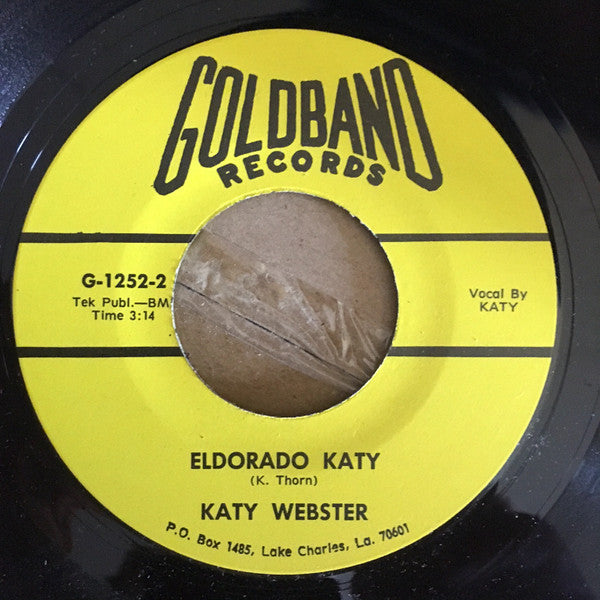 GOLDBAND
RECORDS
G-1252-2
Tek Publ.—BM
Time 3:14
Vocal By
KATY
ELDORADO KATY
(K. Thorn)
KATY WEBSTER
P.O. Box 1485, Lake Charles, La. 70601